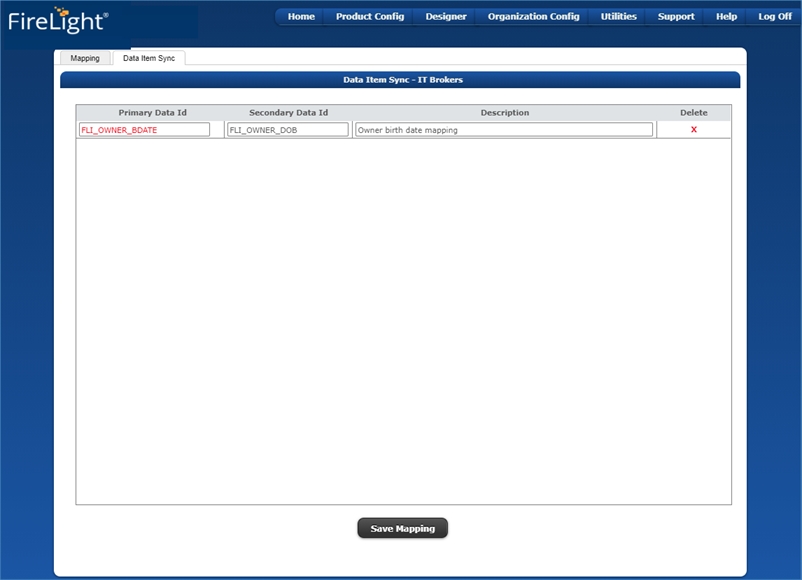 FireLight®
Home Product Config Designer Organization Config Utilities Support Help Log Off
Mapping Data Item Sync
Data Item Sync - IT Brokers
Primary Data Id Secondary Data Id Description Delete
FLI_OWNER_BDATE FLI_OWNER_DOB Owner birth date mapping X
Save Mapping